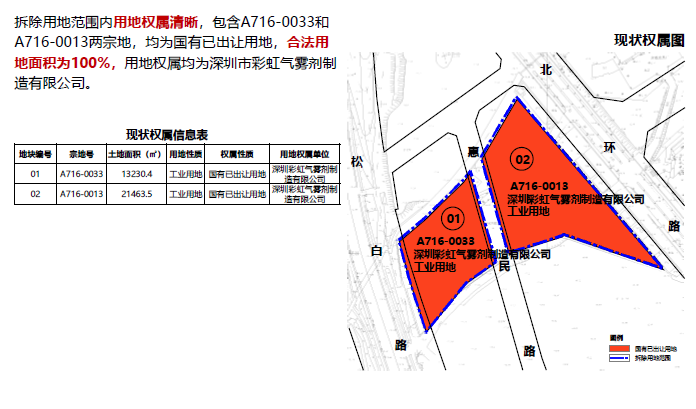 拆除用地范围内用地权属清晰，包含A716-0033和
A716-0013两宗地，均为国有已出让用地，合法用
地面积为100%，用地权属均为深圳市彩虹气雾剂制
造有限公司。
现状权属信息表
地块编号 宗地号 土地面积（㎡） 用地性质 权属性质 用地权属单位
01 A716-0033 13230.4 工业用地 国有已出让用地 深圳彩虹气雾剂制
造有限公司
02 A716-0013 21463.5 工业用地 国有已出让用地 深圳彩虹气雾剂制
造有限公司
现状权属图
北
环
路
松
白
路
惠
民
路
02
A716-0013
深圳彩虹气雾剂制造有限公司
工业用地
01
A716-0033
深圳彩虹气雾剂制造有限公司
工业用地
图例
国有已出让用地
拆除用地范围